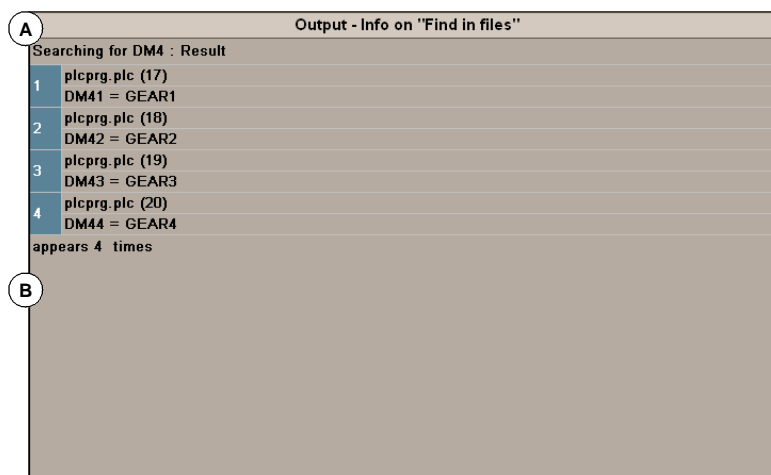 A
Output - Info on "Find in files"
Searching for DM4 : Result
1
plcprg.plc (17)
DM41 = GEAR1
2
plcprg.plc (18)
DM42 = GEAR2
3
plcprg.plc (19)
DM43 = GEAR3
4
plcprg.plc (20)
DM44 = GEAR4
appears 4 times
B